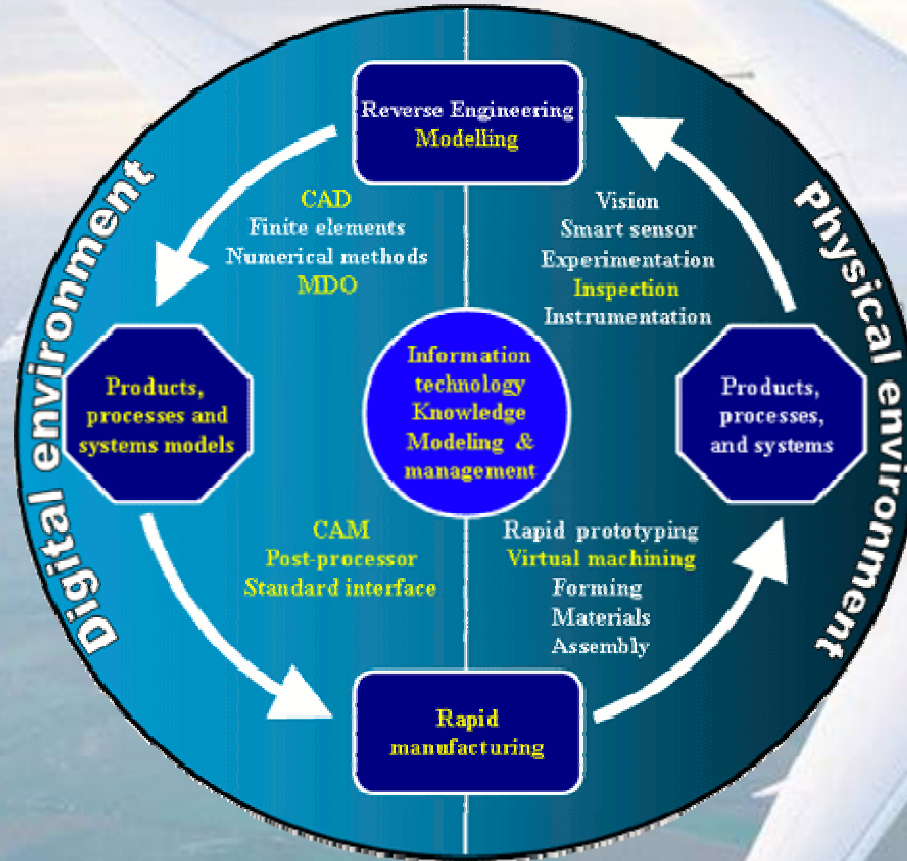 Reverse Engineering
Modelling
CAD
Finite elements
Numerical methods
MDO
Vision
Smart sensor
Experimentation
Inspection
Instrumentation
Digital environment
Physical environment
Products,
processes and
systems models
Information
technology
Knowledge
Modeling &
management
Products,
processes,
and systems
CAM
Post-processor
Standard interface
Rapid prototyping
Virtual machining
Forming
Materials
Assembly
Rapid
manufacturing